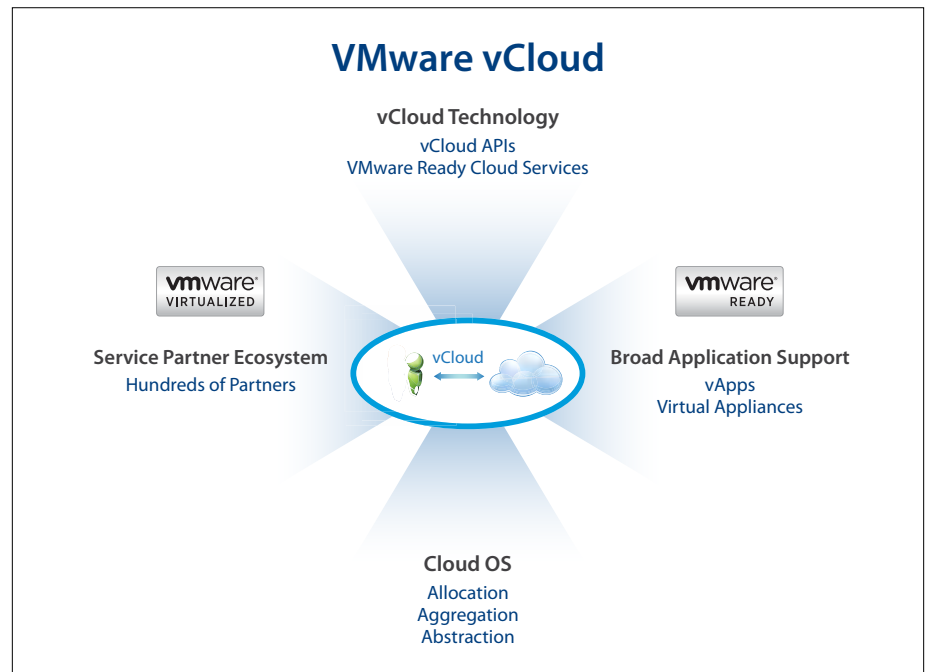 VMware vCloud
vCloud Technology
vCloud APIs
VMware Ready Cloud Services
vmware®
VIRTUALIZED
Service Partner Ecosystem
Hundreds of Partners
vCloud
vmware®
READY
Broad Application Support
vApps
Virtual Appliances
Cloud OS
Allocation
Aggregation
Abstraction